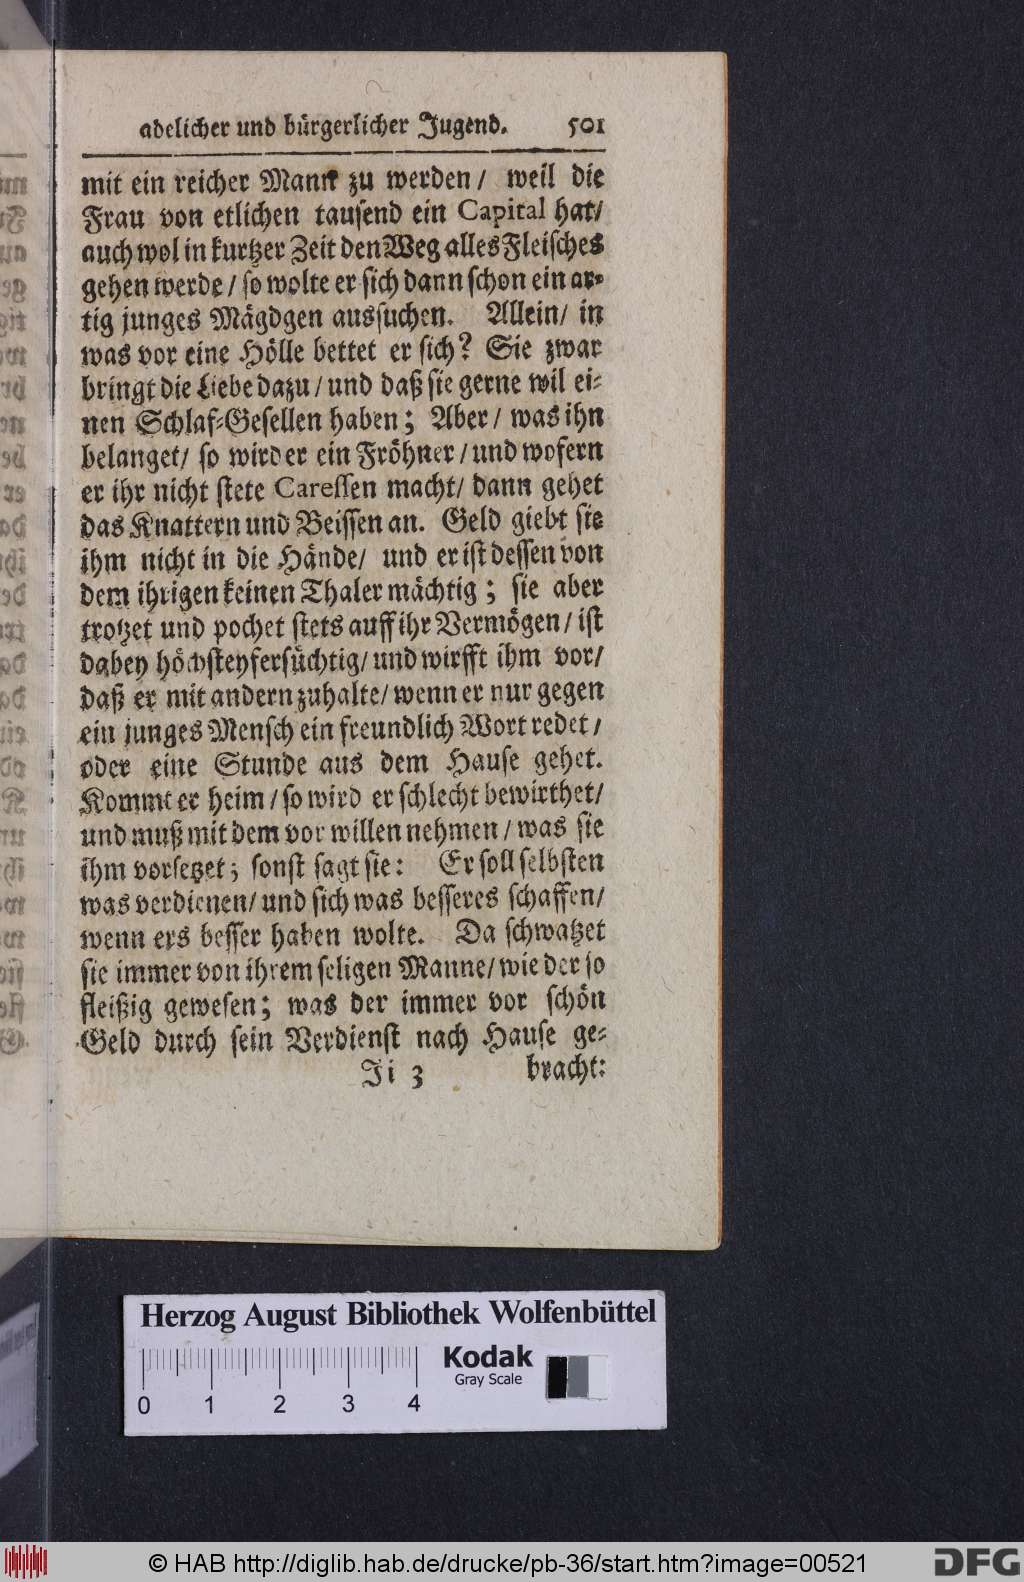 adelicher und bürgerlicher Jugend. 501
mit ein reicher Mann zu werden / weil die
Frau von etlichen tausend ein Capital hat /
auch wol in kurtzer Zeit den Weg alles Fleisches
gehen werde / so wolte er sich dann schon ein ar-
tig junges Mägdgen aussuchen. Allein / in
was vor eine Hölle bettet er sich? Sie zwar
bringt die Liebe dazu / und daß sie gerne wil ei-
nen Schlaf-Gesellen haben; Aber / was ihn
belanget / so wird er ein Fröhner / und wofern
er ihr nicht stete Caressen macht / dann gehet
das Knattern und Beissen an. Geld giebt sie
ihm nicht in die Hände / und er ist dessen von
dem ihrigen keinen Thaler mächtig; sie aber
trotzet und pochet stets auff ihr Vermögen / ist
dabey höchsteyfersüchtig / und wirfft ihm vor /
daß er mit andern zuhalte / wenn er nur gegen
ein junges Mensch ein freundlich Wort redet /
oder eine Stunde aus dem Hause gehet.
Kommt er heim / so wird er schlecht bewirthet /
und muß mit dem vor willen nehmen / was sie
ihm vorsetzet; sonst sagt sie: Er soll selbsten
was verdienen / und sich was besseres schaffen /
wenn ers besser haben wolte. Da schwatzet
sie immer von ihrem seligen Manne / wie der so
fleißig gewesen; was der immer vor schön
Geld durch sein Verdienst nach Hause ge-
Ji 3 bracht:
Herzog August Bibliothek Wolfenbüttel
Kodak
Gray Scale
0 1 2 3 4
© HAB http://diglib.hab.de/drucke/pb-36/start.htm?image=00521
DFG